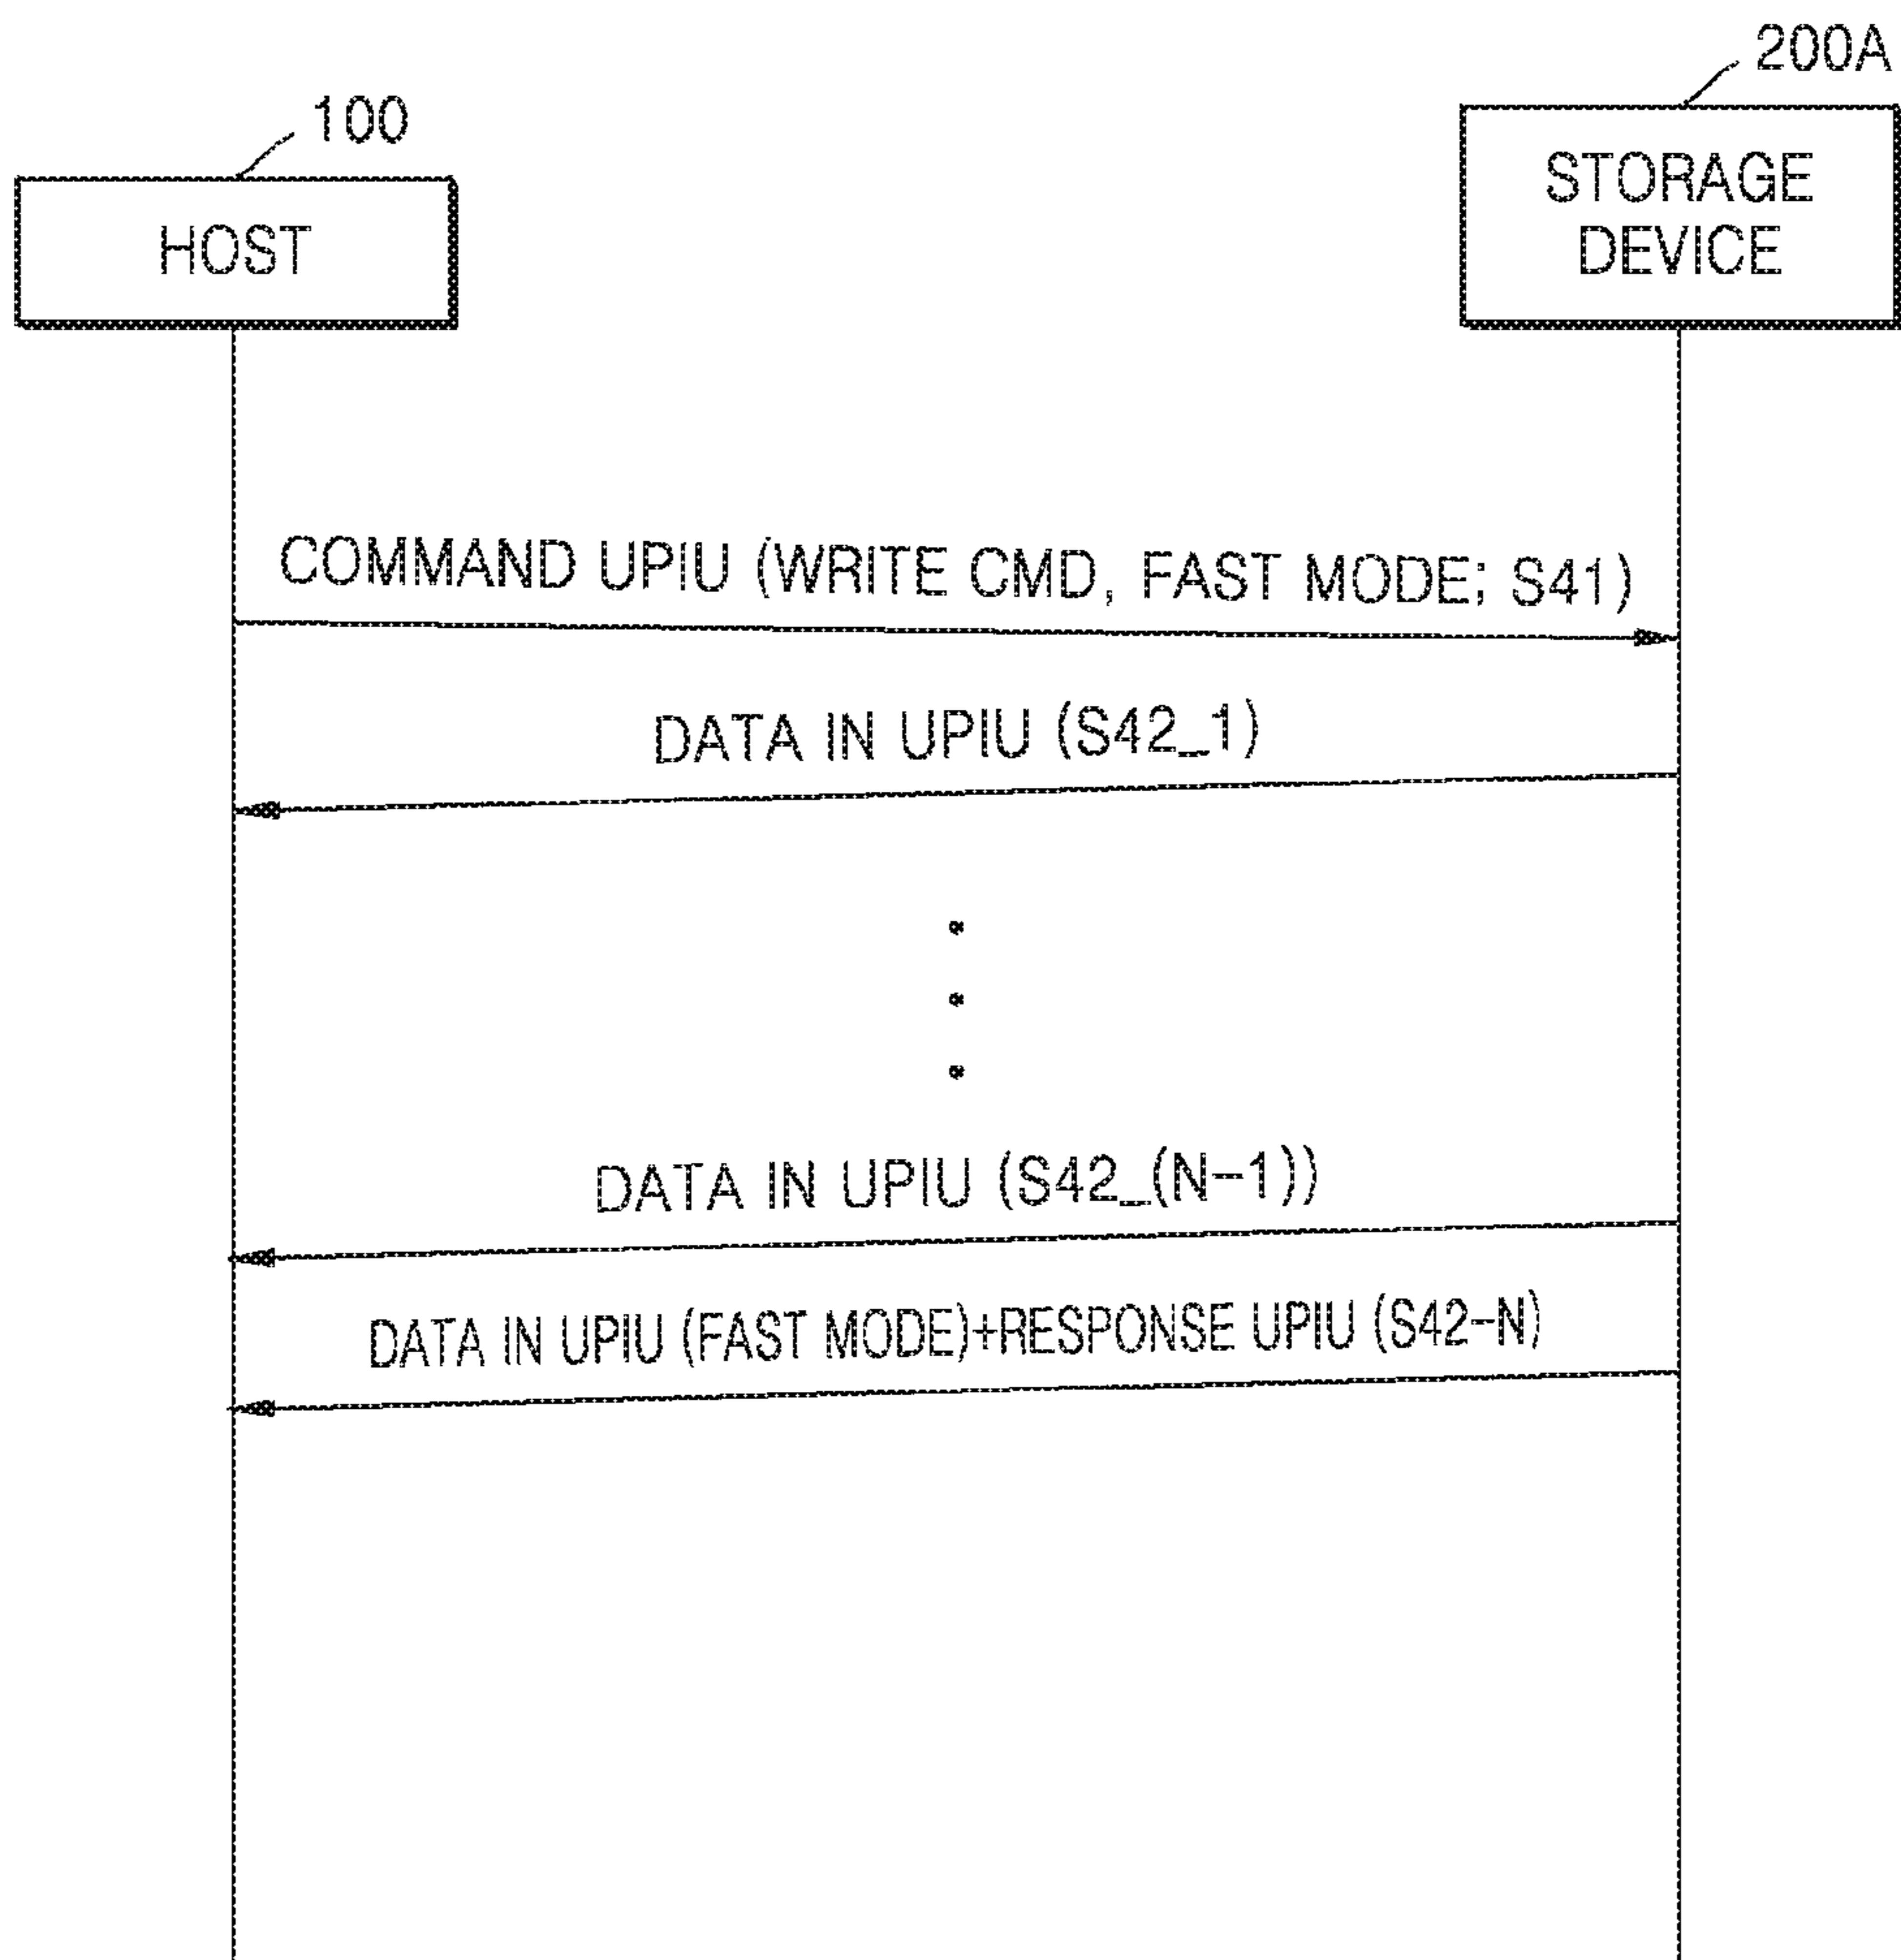 200A
100
STORAGE
DEVICE
HOST
COMMAND UPIU (WRITE CMD, FAST MODE; S41)
DATA IN UPIU (S42_1)
DATA IN UPIU (S42_(N-1))
DATA IN UPIU (FAST MODE)+RESPONSE UPIU (S42-N)